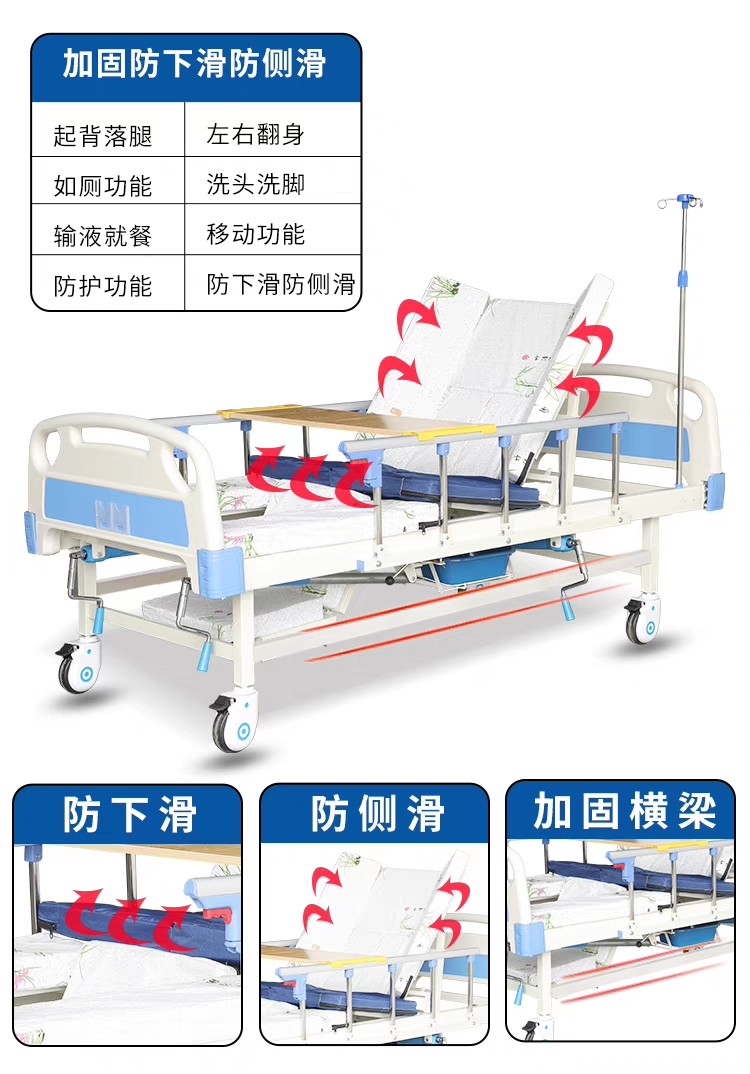 加固防下滑防侧滑
起背落腿 左右翻身
如厕功能 洗头洗脚
输液就餐 移动功能
防护功能 防下滑防侧滑
防下滑 防侧滑 加固横梁